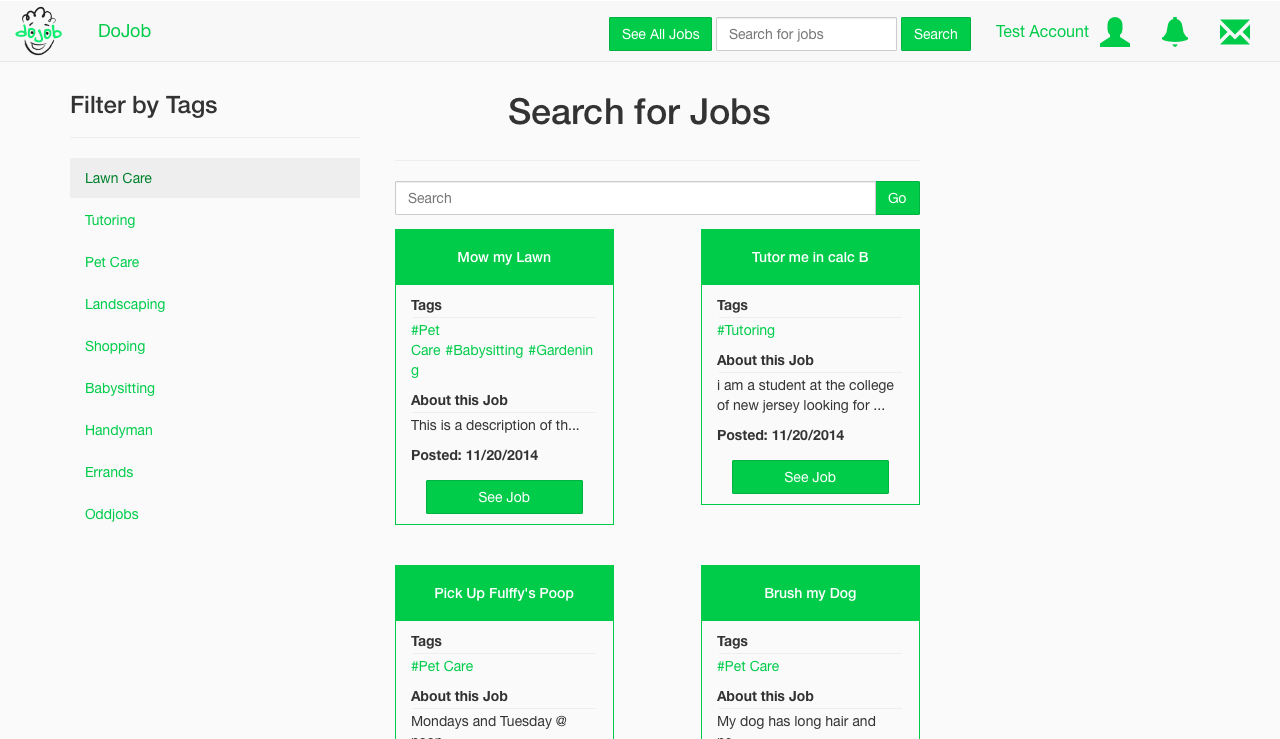 dojob
DoJob
See All Jobs
Search for jobs
Search
Test Account
Filter by Tags
Lawn Care
Tutoring
Pet Care
Landscaping
Shopping
Babysitting
Handyman
Errands
Oddjobs
Search for Jobs
Search
Go
Mow my Lawn
Tags
#Pet
Care #Babysitting #Gardenin
g
About this Job
This is a description of th...
Posted: 11/20/2014
See Job
Tutor me in calc B
Tags
#Tutoring
About this Job
i am a student at the college
of new jersey looking for ...
Posted: 11/20/2014
See Job
Pick Up Fulffy's Poop
Tags
#Pet Care
About this Job
Mondays and Tuesday @
Brush my Dog
Tags
#Pet Care
About this Job
My dog has long hair and